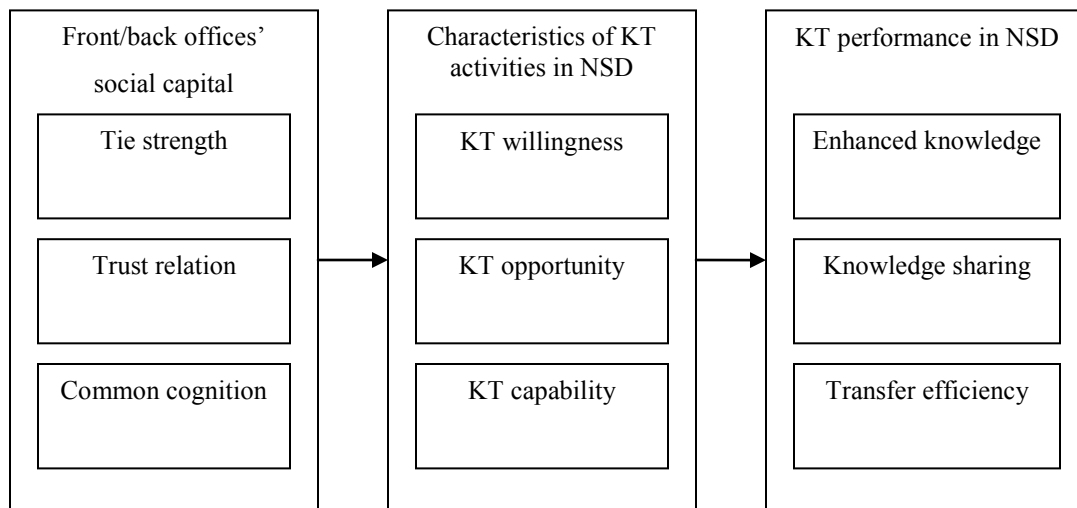 Front/back offices’
social capital
Tie strength
Trust relation
Common cognition
Characteristics of KT
activities in NSD
KT willingness
KT opportunity
KT capability
KT performance in NSD
Enhanced knowledge
Knowledge sharing
Transfer efficiency